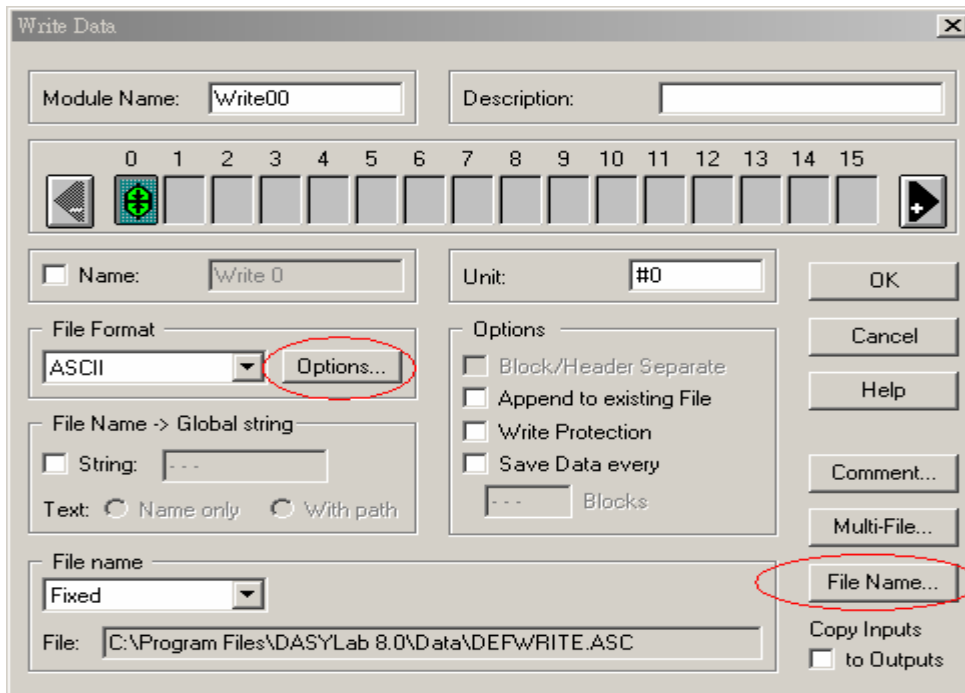 Write Data
Module Name: Write00
Description:
0 1 2 3 4 5 6 7 8 9 10 11 12 13 14 15
Name: Write 0
Unit: #0
OK
File Format
ASCII
Options...
Options
Block/Header Separate
Append to existing File
Write Protection
Save Data every
- - - Blocks
Cancel
Help
File Name -> Global string
String: - - -
Text: Name only With path
Comment...
Multi-File...
File name
Fixed
File: C:\Program Files\DASYLab 8.0\Data\DEFWRITE.ASC
File Name...
Copy Inputs
to Outputs